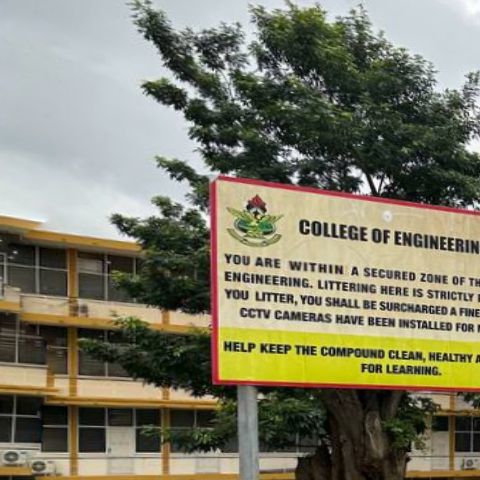 COLLEGE OF ENGINEERIN
YOU ARE WITHIN A SECURED ZONE OF TH
ENGINEERING. LITTERING HERE IS STRICTLY
YOU LITTER, YOU SHALL BE SURCHARGED A FINE
CCTV CAMERAS HAVE BEEN INSTALLED FOR
HELP KEEP THE COMPOUND CLEAN, HEALTHY A
FOR LEARNING.